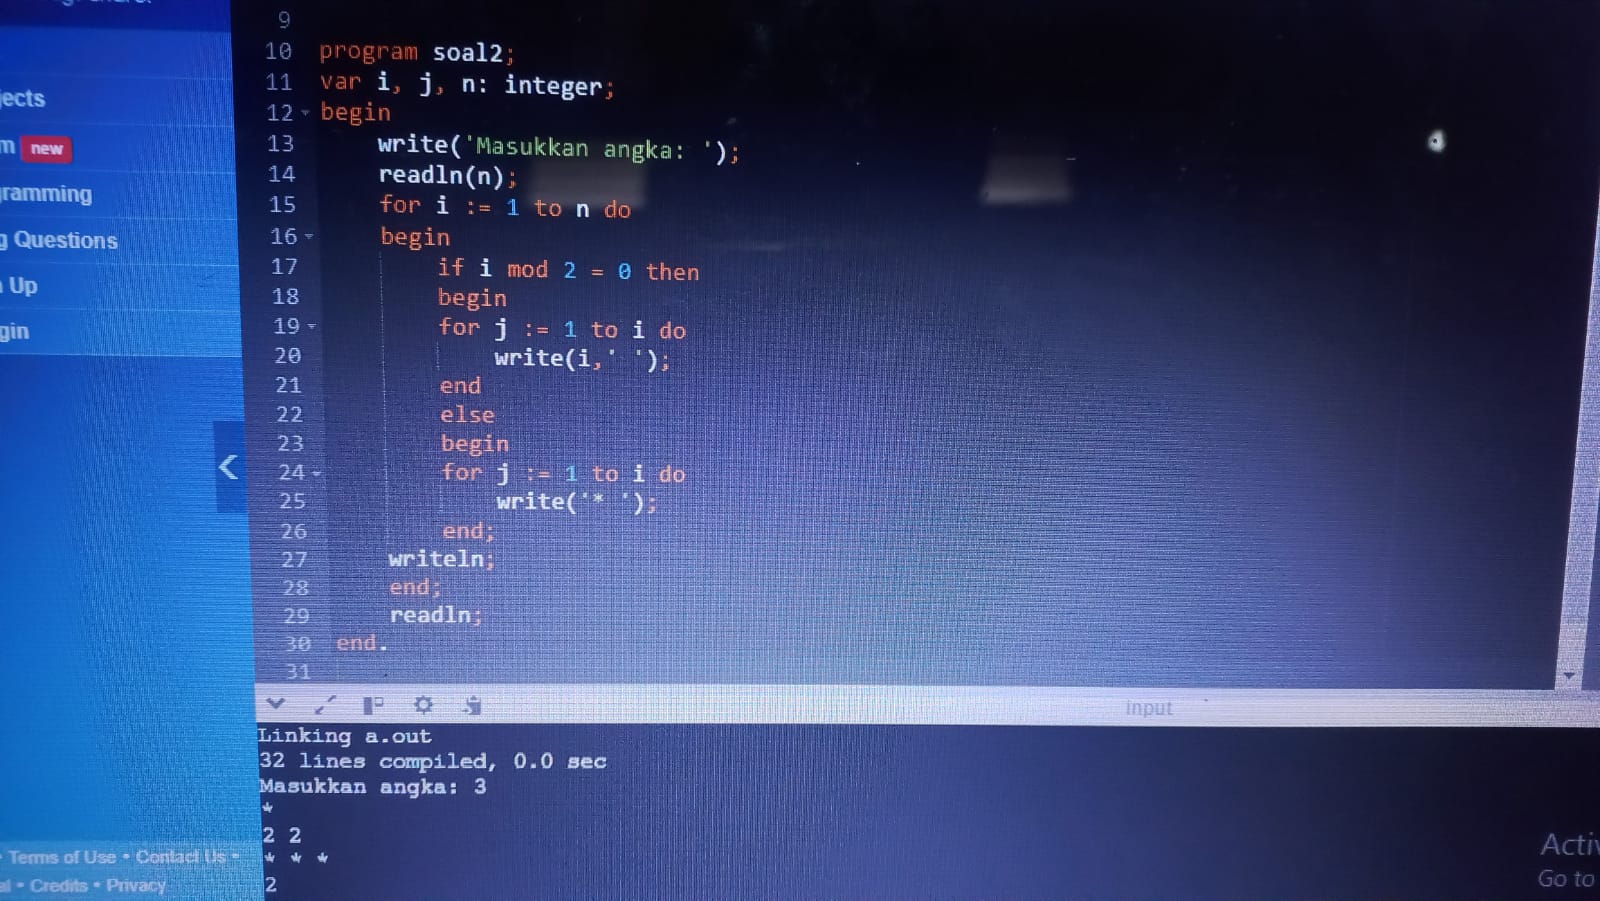 ects
m new
ramming
g Questions
Up
gin
9
10 program soal2;
11 var i, j, n: integer;
12 begin
13 write('Masukkan angka: ');
14 readln(n);
15 for i := 1 to n do
16 begin
17 if i mod 2 = 0 then
18 begin
19 for j := 1 to i do
20 write(i,' ');
21 end
22 else
23 begin
24 for j := 1 to i do
25 write('* ');
26 end;
27 writeln;
28 end;
29 readln;
30 end.
31
input
Linking a.out
32 lines compiled, 0.0 sec
Masukkan angka: 3
*
2 2
* * *
2
• Terms of Use • Contact Us •
al • Credits • Privacy
Activ
Go to